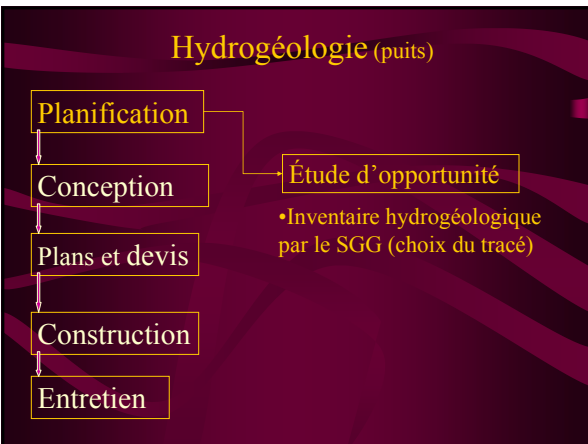 Hydrogéologie (puits)
Planification
Étude d'opportunité
•Inventaire hydrogéologique
par le SGG (choix du tracé)
Conception
Plans et devis
Construction
Entretien